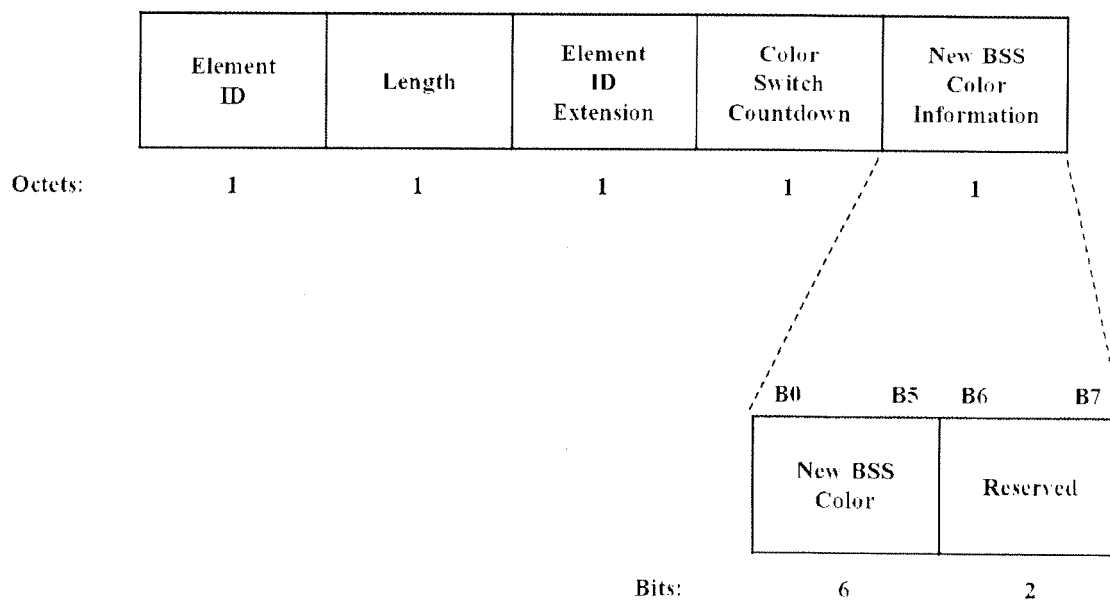 Element ID
Length
Element ID Extension
Color Switch Countdown
New BSS Color Information
Octets: 1 1 1 1 1
B0 B5 B6 B7
New BSS Color
Reserved
Bits: 6 2